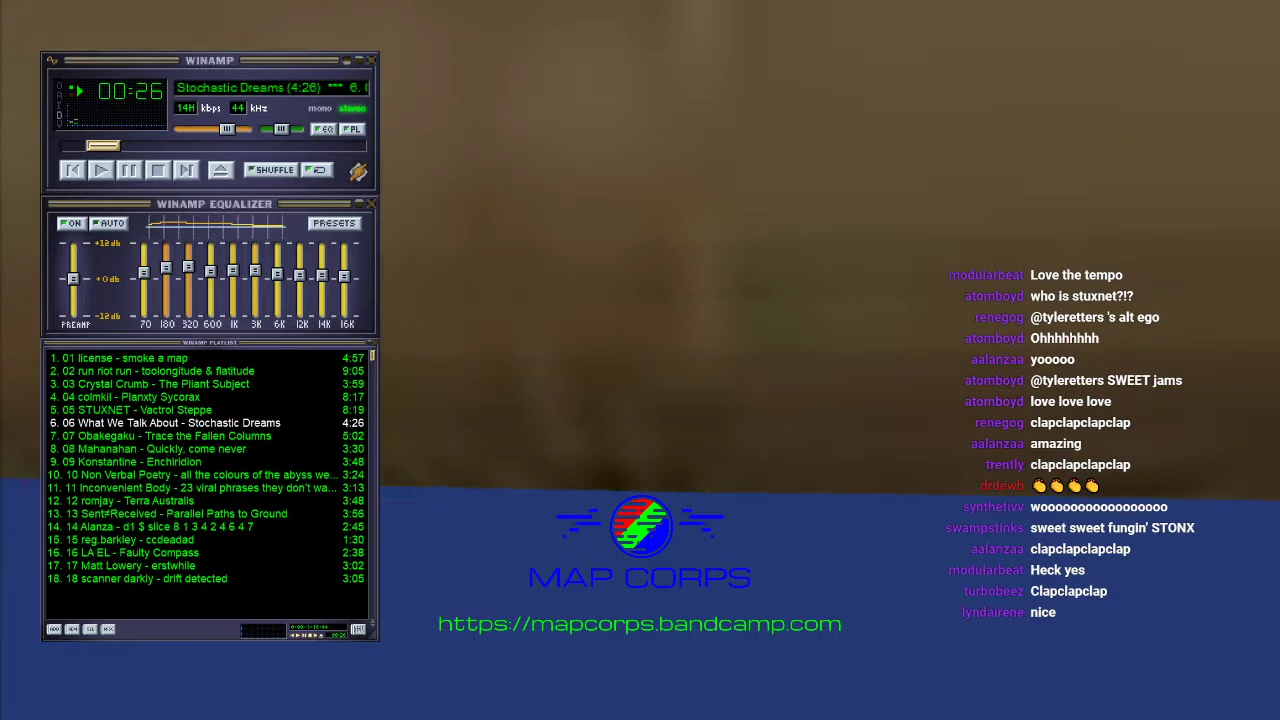 WINAMP
OAIDV
00:26
Stochastic Dreams (4:26) *** 6. (
14H kbps 44 kHz mono stereo
EQ PL
SHUFFLE
WINAMP EQUALIZER
ON AUTO PRESETS
+12 db
+0 db
-12 db
PREAMP 70 180 320 600 1K 3K 6K 12K 14K 16K
WINAMP PLAYLIST
1. 01 license - smoke a map 4:57
2. 02 run riot run - toolongitude & flatitude 9:05
3. 03 Crystal Crumb - The Pliant Subject 3:59
4. 04 colmkil - Planxty Sycorax 8:17
5. 05 STUXNET - Vactrol Steppe 8:19
6. 06 What We Talk About - Stochastic Dreams 4:26
7. 07 Obakegaku - Trace the Fallen Columns 5:02
8. 08 Mahanahan - Quickly, come never 3:30
9. 09 Konstantine - Enchiridion 3:48
10. 10 Non Verbal Poetry - all the colours of the abyss we... 3:24
11. 11 Inconvenient Body - 23 viral phrases they don't wa... 3:13
12. 12 romjay - Terra Australis 3:48
13. 13 Sent≠Received - Parallel Paths to Ground 3:56
14. 14 Alanza - d1 $ slice 8 1 3 4 2 4 6 4 7 2:45
15. 15 reg.barkley - ccdeadad 1:30
16. 16 LA EL - Faulty Compass 2:38
17. 17 Matt Lowery - erstwhile 3:02
18. 18 scanner darkly - drift detected 3:05
ADD REM SEL MISC
00:26
MAP CORPS
https://mapcorps.bandcamp.com
modularbeat Love the tempo
atomboyd who is stuxnet?!?
renegog @tyleretters 's alt ego
atomboyd Ohhhhhhhh
aalanzaa yooooo
atomboyd @tyleretters SWEET jams
atomboyd love love love
renegog clapclapclapclap
aalanzaa amazing
trently clapclapclapclap
drdewh 👏 👏 👏 👏
synthetivv wooooooooooooooooo
swampstinks sweet sweet fungin' STONX
aalanzaa clapclapclapclap
modularbeat Heck yes
turbobeez Clapclapclap
lyndairene nice